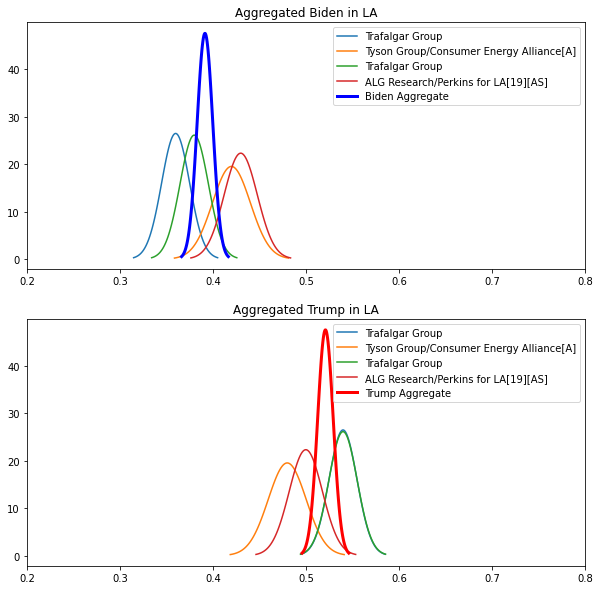 Aggregated Biden in LA
Trafalgar Group
Tyson Group/Consumer Energy Alliance[A]
Trafalgar Group
ALG Research/Perkins for LA[19][AS]
Biden Aggregate
40
30
20
10
0
0.2 0.3 0.4 0.5 0.6 0.7 0.8
Aggregated Trump in LA
Trafalgar Group
Tyson Group/Consumer Energy Alliance[A]
Trafalgar Group
ALG Research/Perkins for LA[19][AS]
Trump Aggregate
40
30
20
10
0
0.2 0.3 0.4 0.5 0.6 0.7 0.8